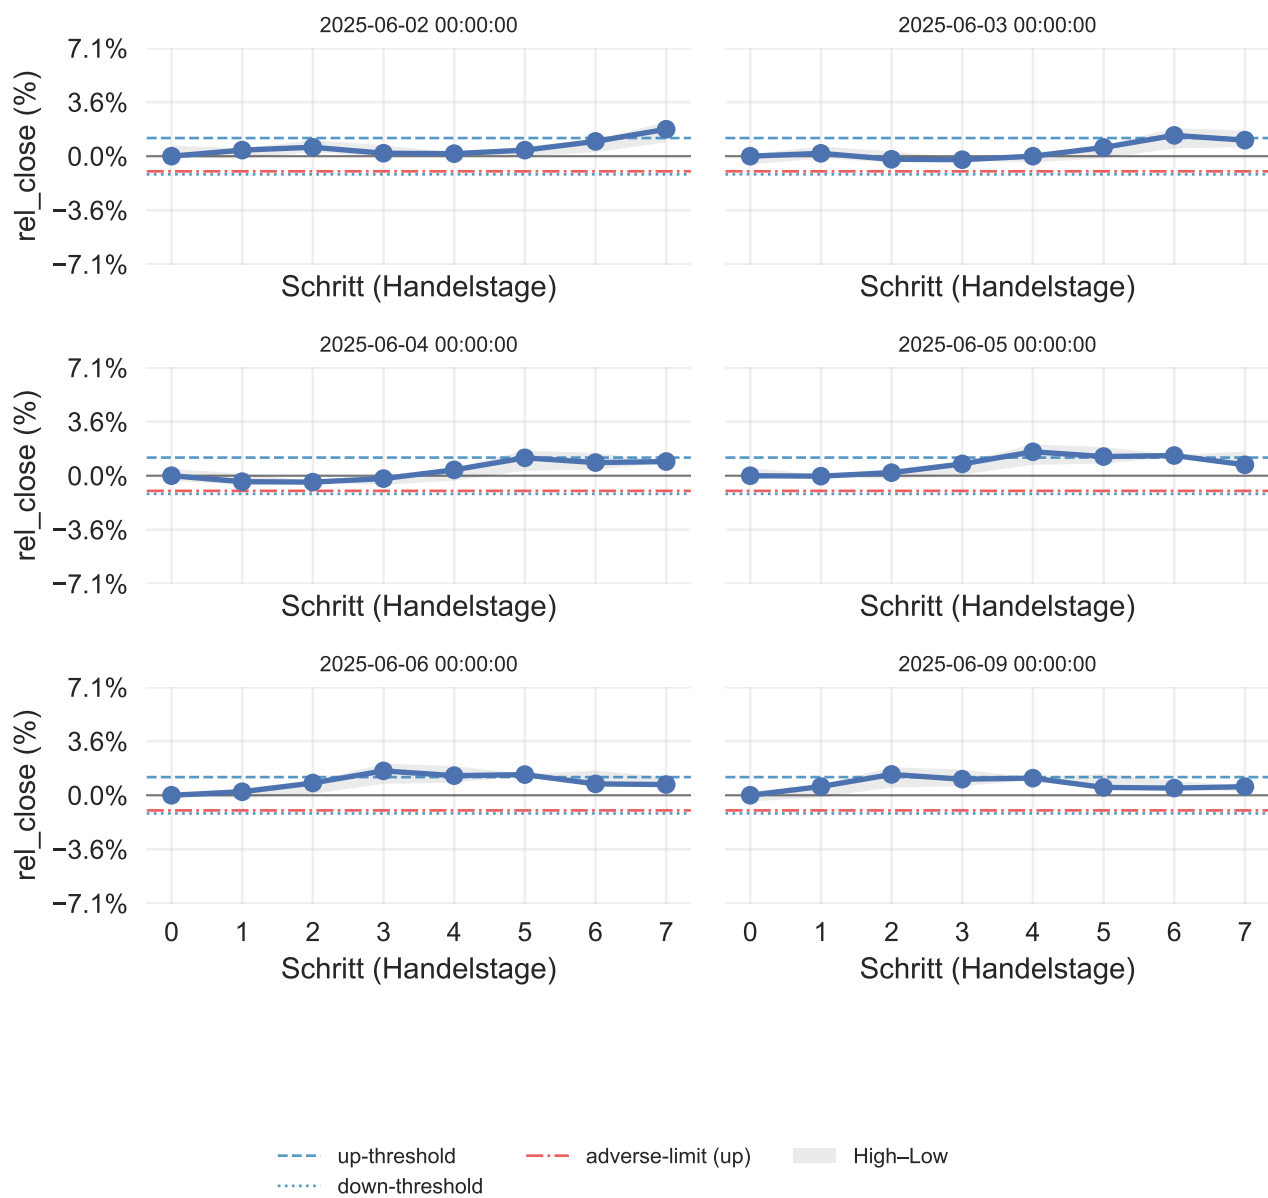 2025-06-02 00:00:00
2025-06-03 00:00:00
7.1%
3.6%
0.0%
−3.6%
−7.1%
rel_close (%)
Schritt (Handelstage)
Schritt (Handelstage)
2025-06-04 00:00:00
2025-06-05 00:00:00
7.1%
3.6%
0.0%
−3.6%
−7.1%
rel_close (%)
Schritt (Handelstage)
Schritt (Handelstage)
2025-06-06 00:00:00
2025-06-09 00:00:00
7.1%
3.6%
0.0%
−3.6%
−7.1%
rel_close (%)
0 1 2 3 4 5 6 7
0 1 2 3 4 5 6 7
Schritt (Handelstage)
Schritt (Handelstage)
up-threshold
down-threshold
adverse-limit (up)
High–Low